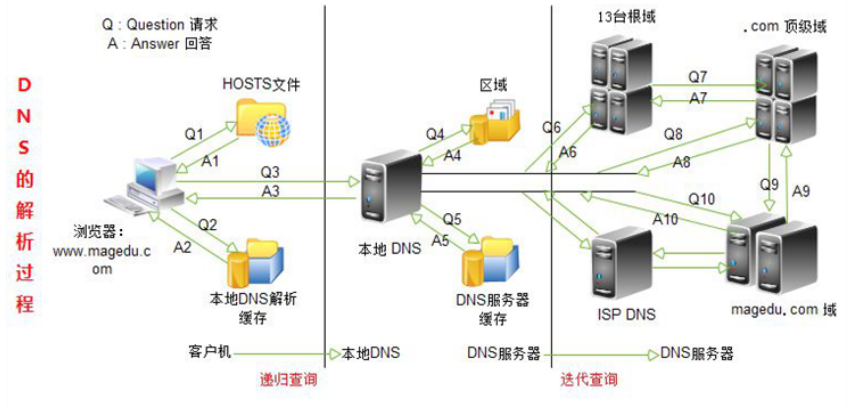 DNS的解析过程
Q：Question 请求
A：Answer 回答
HOSTS文件
Q1
A1
浏览器：
www.magedu.c
om
Q2
A2
本地DNS解析
缓存
Q3
A3
本地 DNS
区域
Q4
A4
Q5
A5
DNS服务器
缓存
13台根域
.com 顶级域
Q6
A6
Q7
A7
Q8
A8
Q9
A9
Q10
A10
ISP DNS
magedu.com 域
客户机
本地DNS
DNS服务器
DNS服务器
递归查询
迭代查询